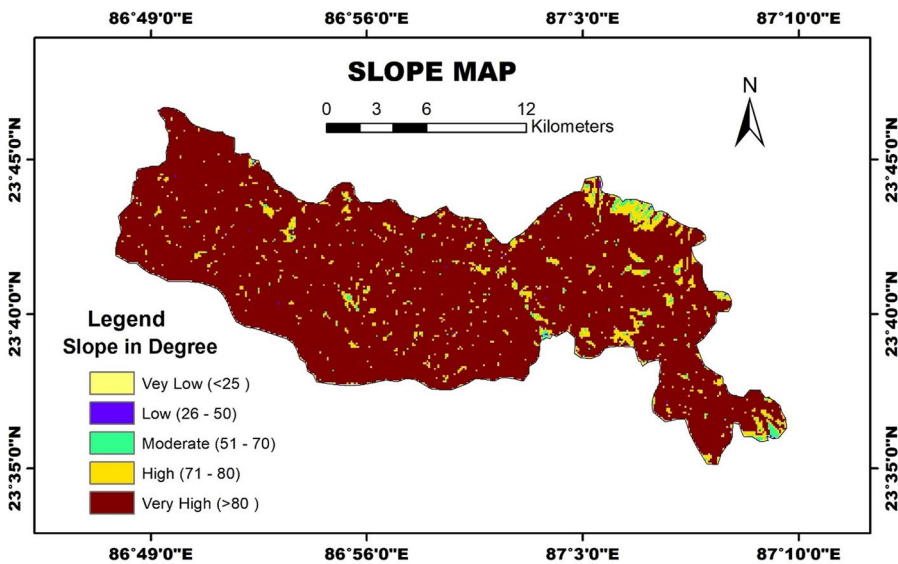 86°49'0"E 86°56'0"E 87°3'0"E 87°10'0"E
SLOPE MAP
0 3 6 12
Kilometers
N
23°45'0"N 23°45'0"N
23°40'0"N 23°40'0"N
23°35'0"N 23°35'0"N
Legend
Slope in Degree
Vey Low (<25 )
Low (26 - 50)
Moderate (51 - 70)
High (71 - 80)
Very High (>80 )
86°49'0"E 86°56'0"E 87°3'0"E 87°10'0"E